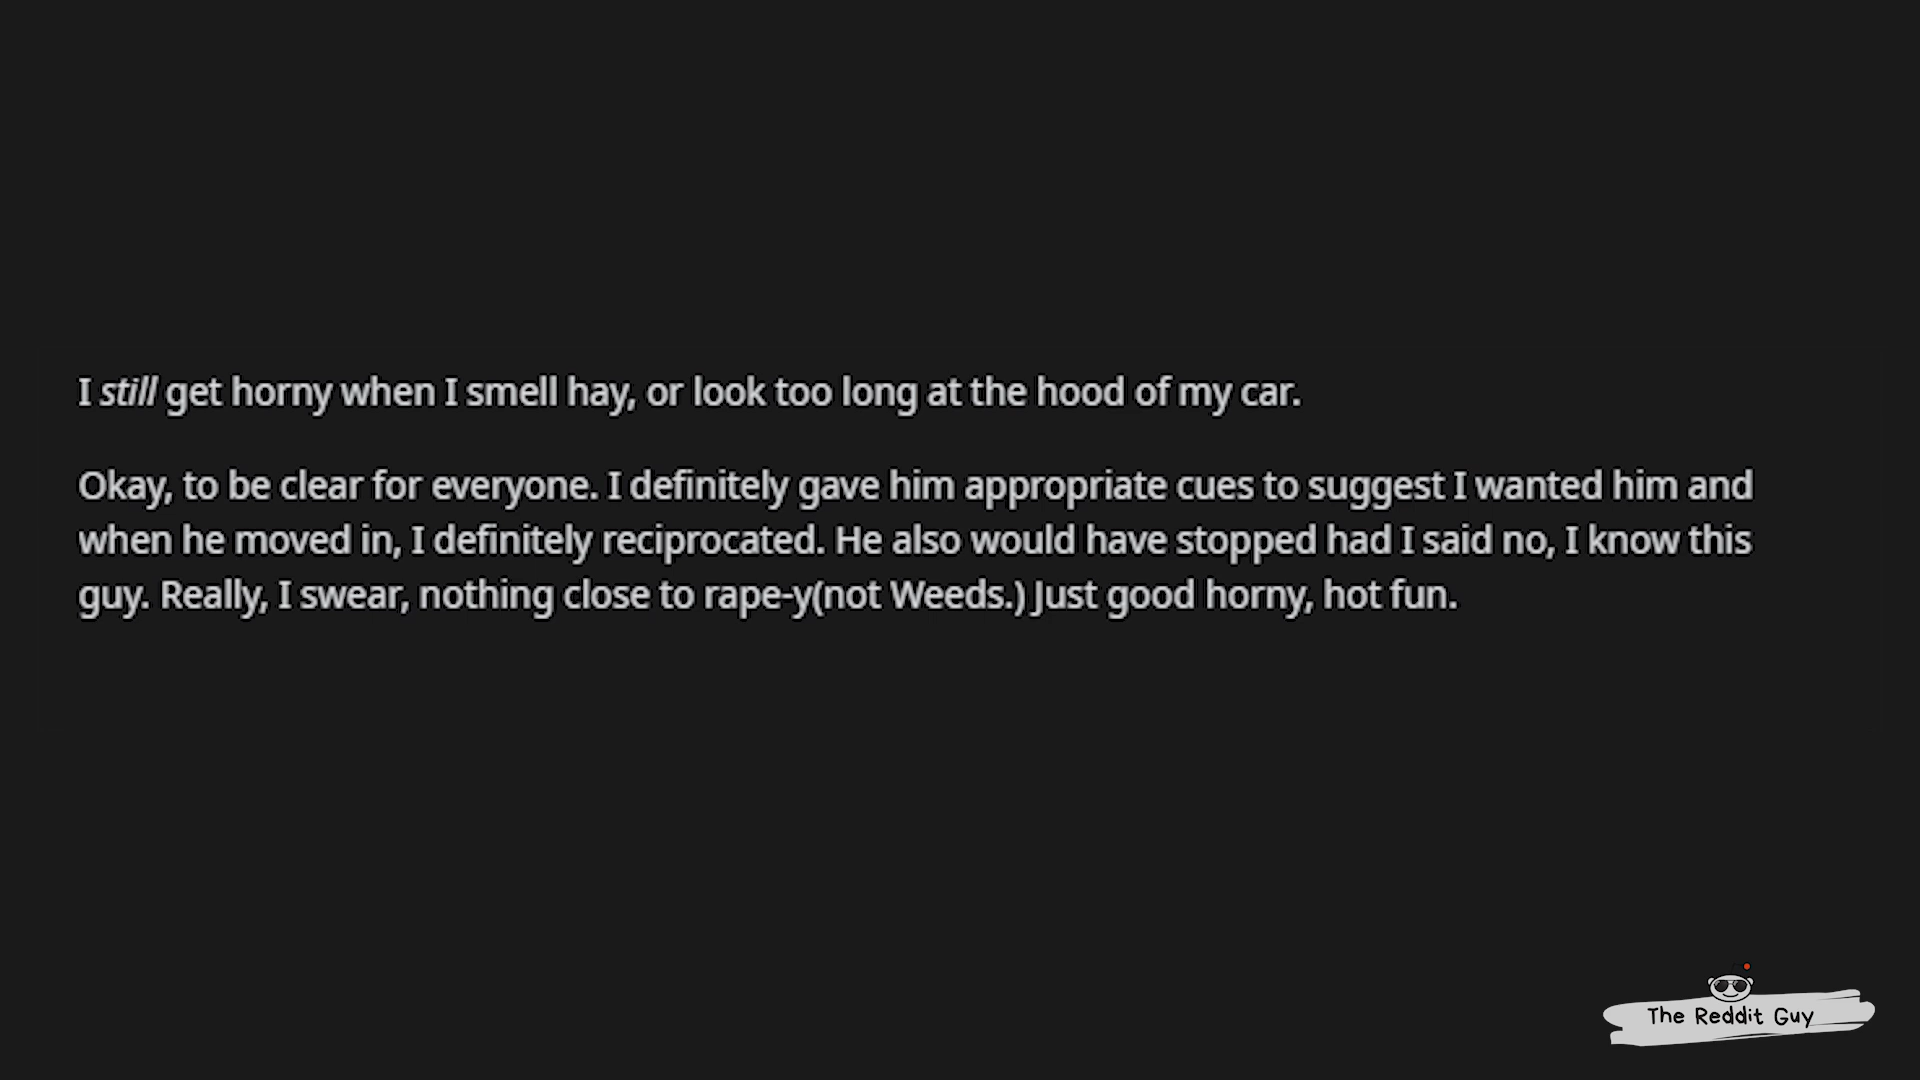 I still get horny when I smell hay, or look too long at the hood of my car.
Okay, to be clear for everyone. I definitely gave him appropriate cues to suggest I wanted him and
when he moved in, I definitely reciprocated. He also would have stopped had I said no, I know this
guy. Really, I swear, nothing close to rape-y(not Weeds.) Just good horny, hot fun.
The Reddit Guy